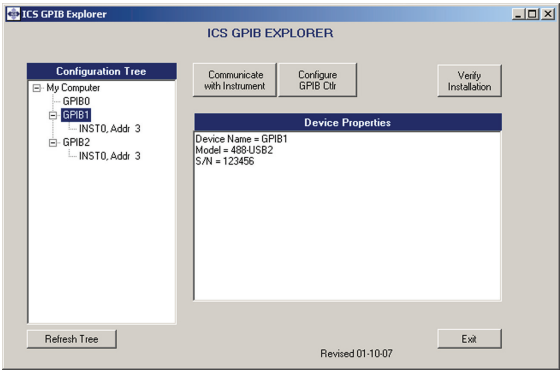 ICS GPIB Explorer
ICS GPIB EXPLORER
Configuration Tree
My Computer
GPIB0
GPIB1
INST0, Addr 3
GPIB2
INST0, Addr 3
Refresh Tree
Communicate
with Instrument
Configure
GPIB Ctlr
Verify
Installation
Device Properties
Device Name = GPIB1
Model = 488-USB2
S/N = 123456
Exit
Revised 01-10-07